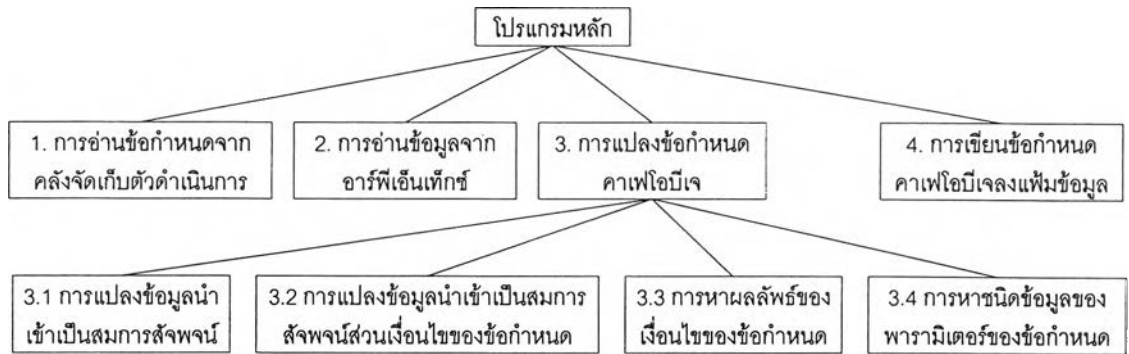 โปรแกรมหลัก
1. การอ่านข้อกำหนดจาก
คลังจัดเก็บตัวดำเนินการ
2. การอ่านข้อมูลจาก
อาร์พีเอ็นเท็กซ์
3. การแปลงข้อกำหนด
คาเฟโอบีเจ
4. การเขียนข้อกำหนด
คาเฟโอบีเจลงแฟ้มข้อมูล
3.1 การแปลงข้อมูลนำ
เข้าเป็นสมการสัจพจน์
3.2 การแปลงข้อมูลนำเข้าเป็นสมการ
สัจพจน์ส่วนเงื่อนไขของข้อกำหนด
3.3 การหาผลลัพธ์ของ
เงื่อนไขของข้อกำหนด
3.4 การหาชนิดข้อมูลของ
พารามิเตอร์ของข้อกำหนด